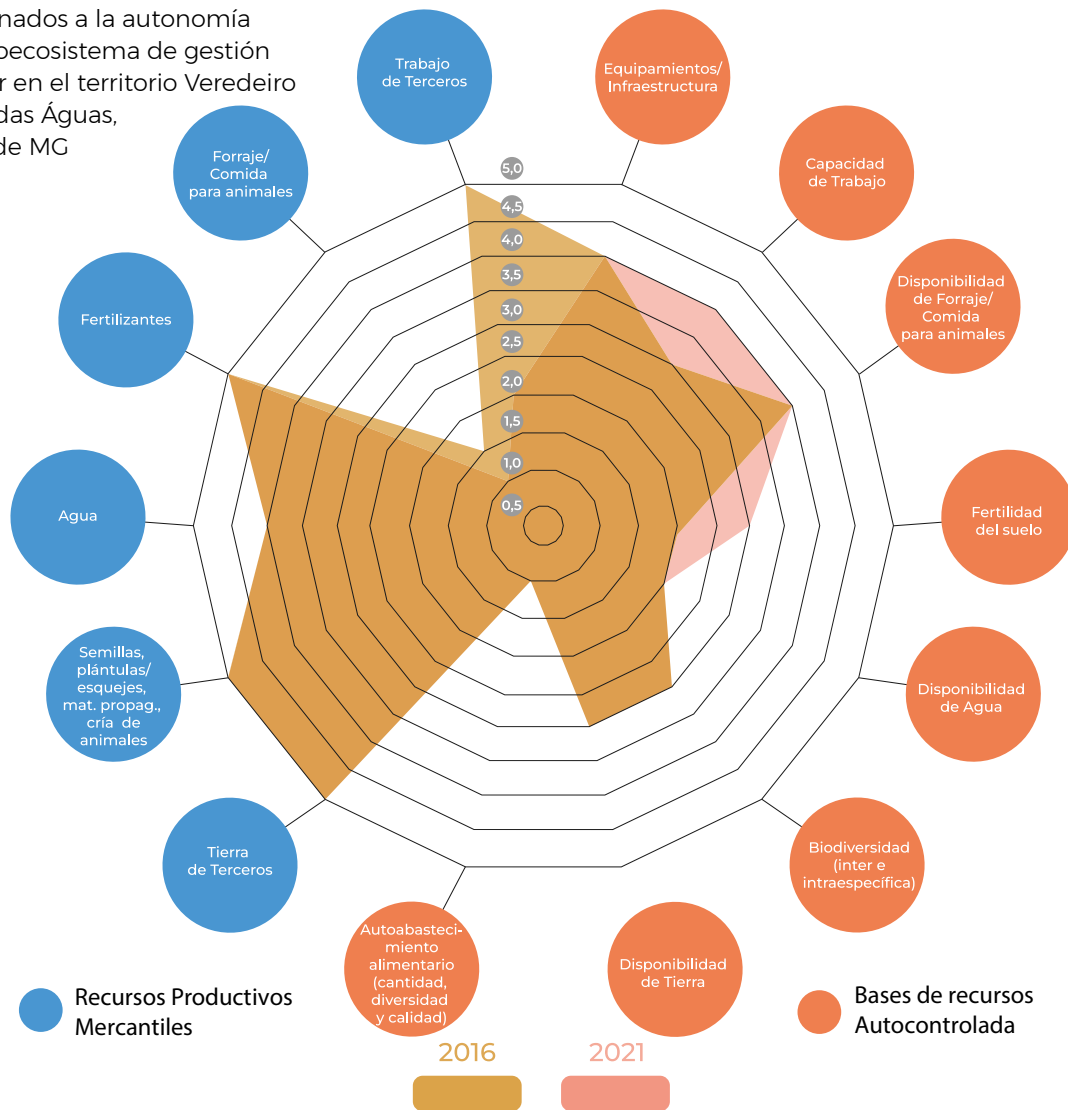 nados a la autonomía
oecosistema de gestión
r en el territorio Veredeiro
das Águas,
de MG
Trabajo
de Terceros
Equipamientos/
Infraestructura
Forraje/
Comida
para animales
Capacidad
de Trabajo
Disponibilidad
de Forraje/
Comida
para animales
Fertilizantes
Agua
Fertilidad
del suelo
Semillas,
plántulas/
esquejes,
mat. propag.,
cría de
animales
Disponibilidad
de Agua
Tierra
de Terceros
Biodiversidad
(inter e
intraespecífica)
Autoabasteci-
miento
alimentario
(cantidad,
diversidad
y calidad)
Disponibilidad
de Tierra
5,0
4,5
4,0
3,5
3,0
2,5
2,0
1,5
1,0
0,5
Recursos Productivos
Mercantiles
Bases de recursos
Autocontrolada
2016
2021